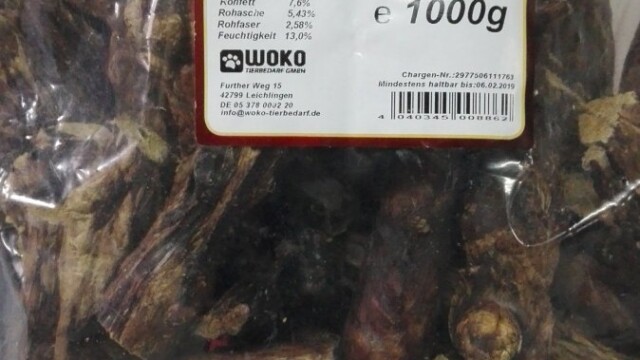 Rohfett 7,6%
Rohasche 5,43%
Rohfaser 2,58%
Feuchtigkeit 13,0%
e 1000g
WOKO
TIERBEDARF GMBH
Further Weg 15
42799 Leichlingen
DE 05 378 0002 20
info@woko-tierbedarf.de
Chargen-Nr.:2977506111763
Mindestens haltbar bis:06.02.2019
4 040345 008862